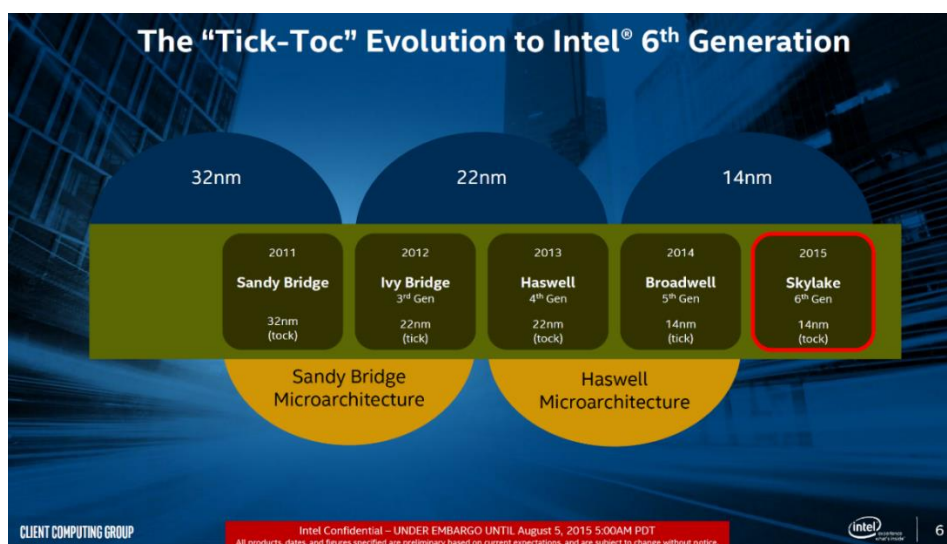 The “Tick-Toc” Evolution to Intel® 6th Generation
32nm
22nm
14nm
2011
Sandy Bridge
32nm
(tock)
2012
Ivy Bridge
3rd Gen
22nm
(tick)
2013
Haswell
4th Gen
22nm
(tock)
2014
Broadwell
5th Gen
14nm
(tick)
2015
Skylake
6th Gen
14nm
(tock)
Sandy Bridge
Microarchitecture
Haswell
Microarchitecture
CLIENT COMPUTING GROUP
Intel Confidential – UNDER EMBARGO UNTIL August 5, 2015 5:00AM PDT
All products, dates, and figures specified are preliminary based on current expectations, and are subject to change without notice.
intel
experience
what's inside™
6